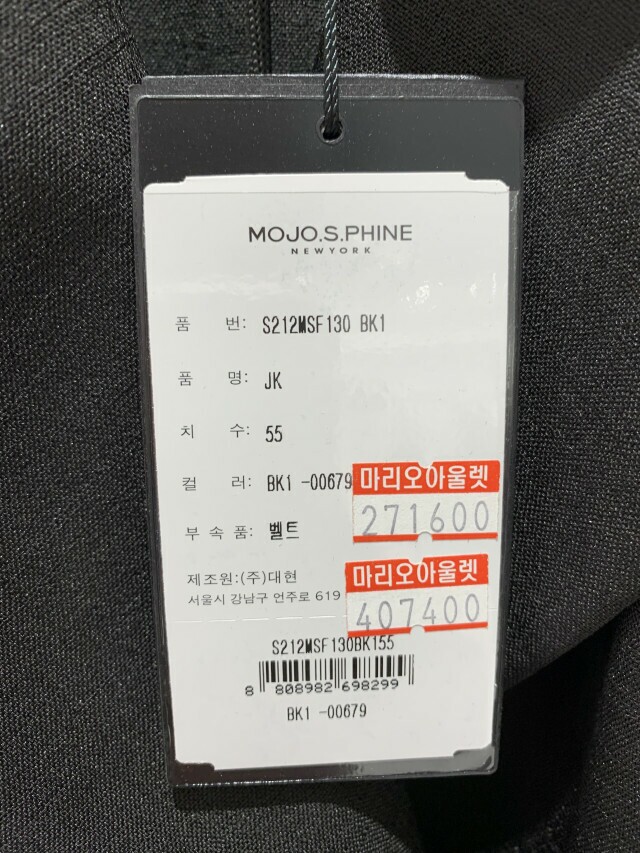 MOJO.S.PHINE
NEWYORK
품 번: S212MSF130 BK1
품 명: JK
치 수: 55
컬 러: BK1 -00679
마리오아울렛
271600
부 속 품: 벨트
제조원:(주)대현
서울시 강남구 언주로 619
마리오아울렛
407400
S212MSF130BK155
8 808982 698299
BK1 -00679